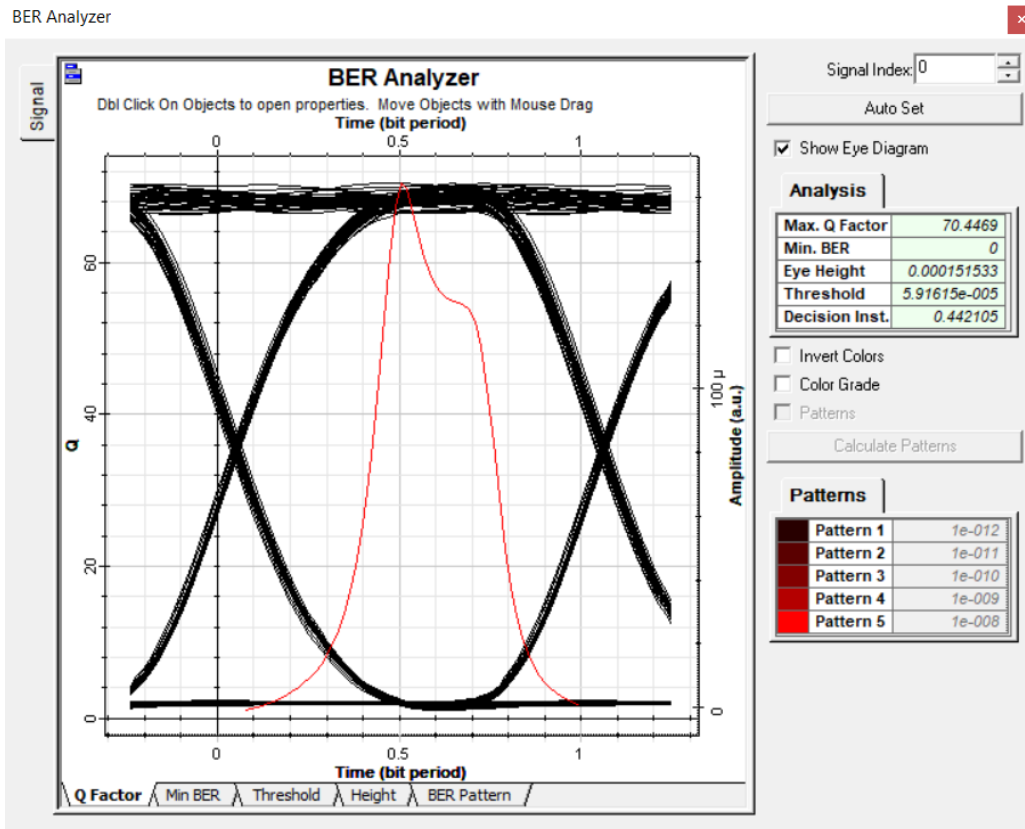 BER Analyzer
Signal
BER Analyzer
Dbl Click On Objects to open properties. Move Objects with Mouse Drag
Time (bit period)
0 0.5 1
60
40
20
0
Q
100 µ
0
Amplitude (a.u.)
0 0.5 1
Time (bit period)
Q Factor Min BER Threshold Height BER Pattern
Signal Index: 0
Auto Set
Show Eye Diagram
Analysis
Max. Q Factor 70.4469
Min. BER 0
Eye Height 0.000151533
Threshold 5.91615e-005
Decision Inst. 0.442105
Invert Colors
Color Grade
Patterns
Calculate Patterns
Patterns
Pattern 1 1e-012
Pattern 2 1e-011
Pattern 3 1e-010
Pattern 4 1e-009
Pattern 5 1e-008